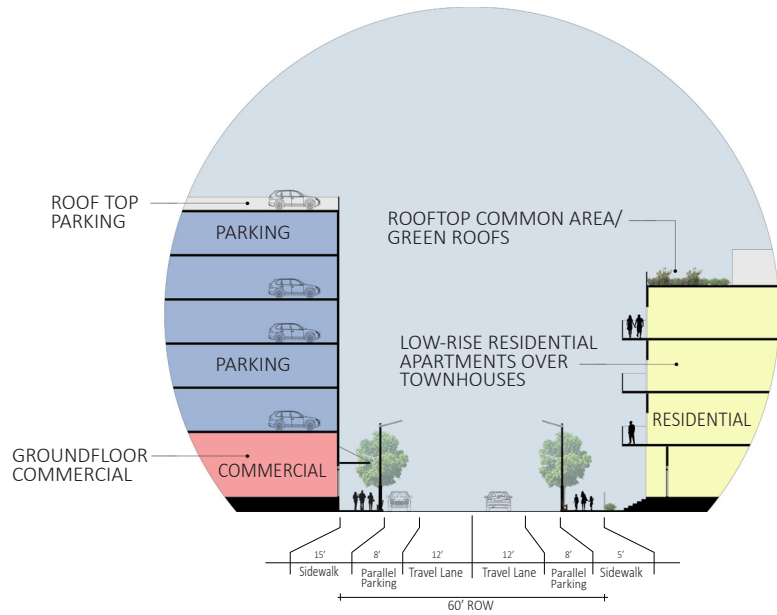 ROOF TOP
PARKING
PARKING
ROOFTOP COMMON AREA/
GREEN ROOFS
LOW-RISE RESIDENTIAL
APARTMENTS OVER
TOWNHOUSES
PARKING
RESIDENTIAL
GROUNDFLOOR
COMMERCIAL
COMMERCIAL
15' 8' 12' 12' 8' 5'
Sidewalk Parallel Parking Travel Lane Travel Lane Parallel Parking Sidewalk
60' ROW